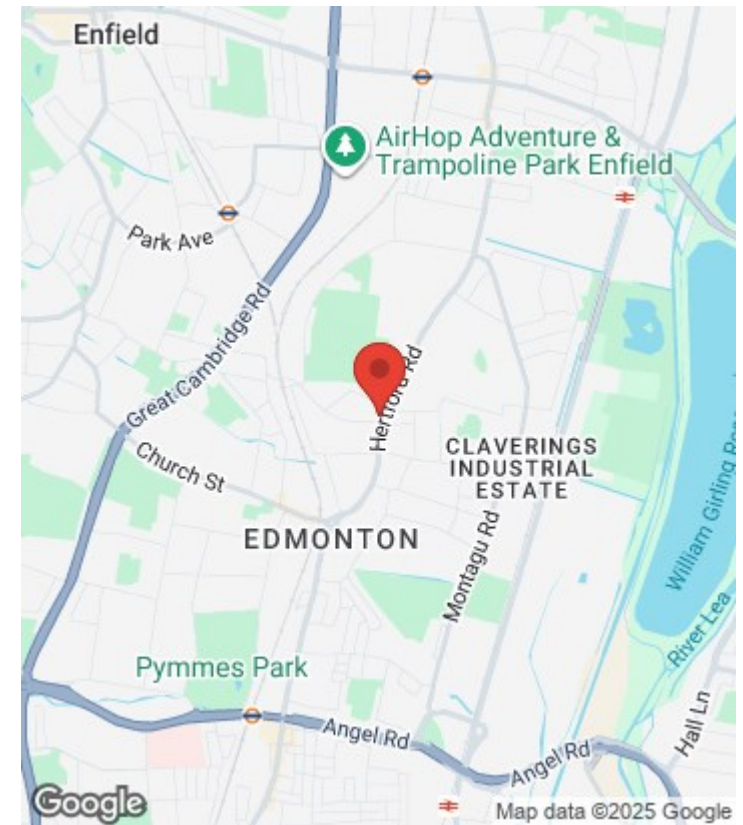 Enfield
AirHop Adventure &
Trampoline Park Enfield
Park Ave
Great Cambridge Rd
Hertford Rd
Church St
CLAVERINGS
INDUSTRIAL
ESTATE
EDMONTON
Montagu Rd
William Girling
River Lea
Pymmes Park
Hall Ln
Angel Rd
Angel Rd
Google
Map data ©2025 Google